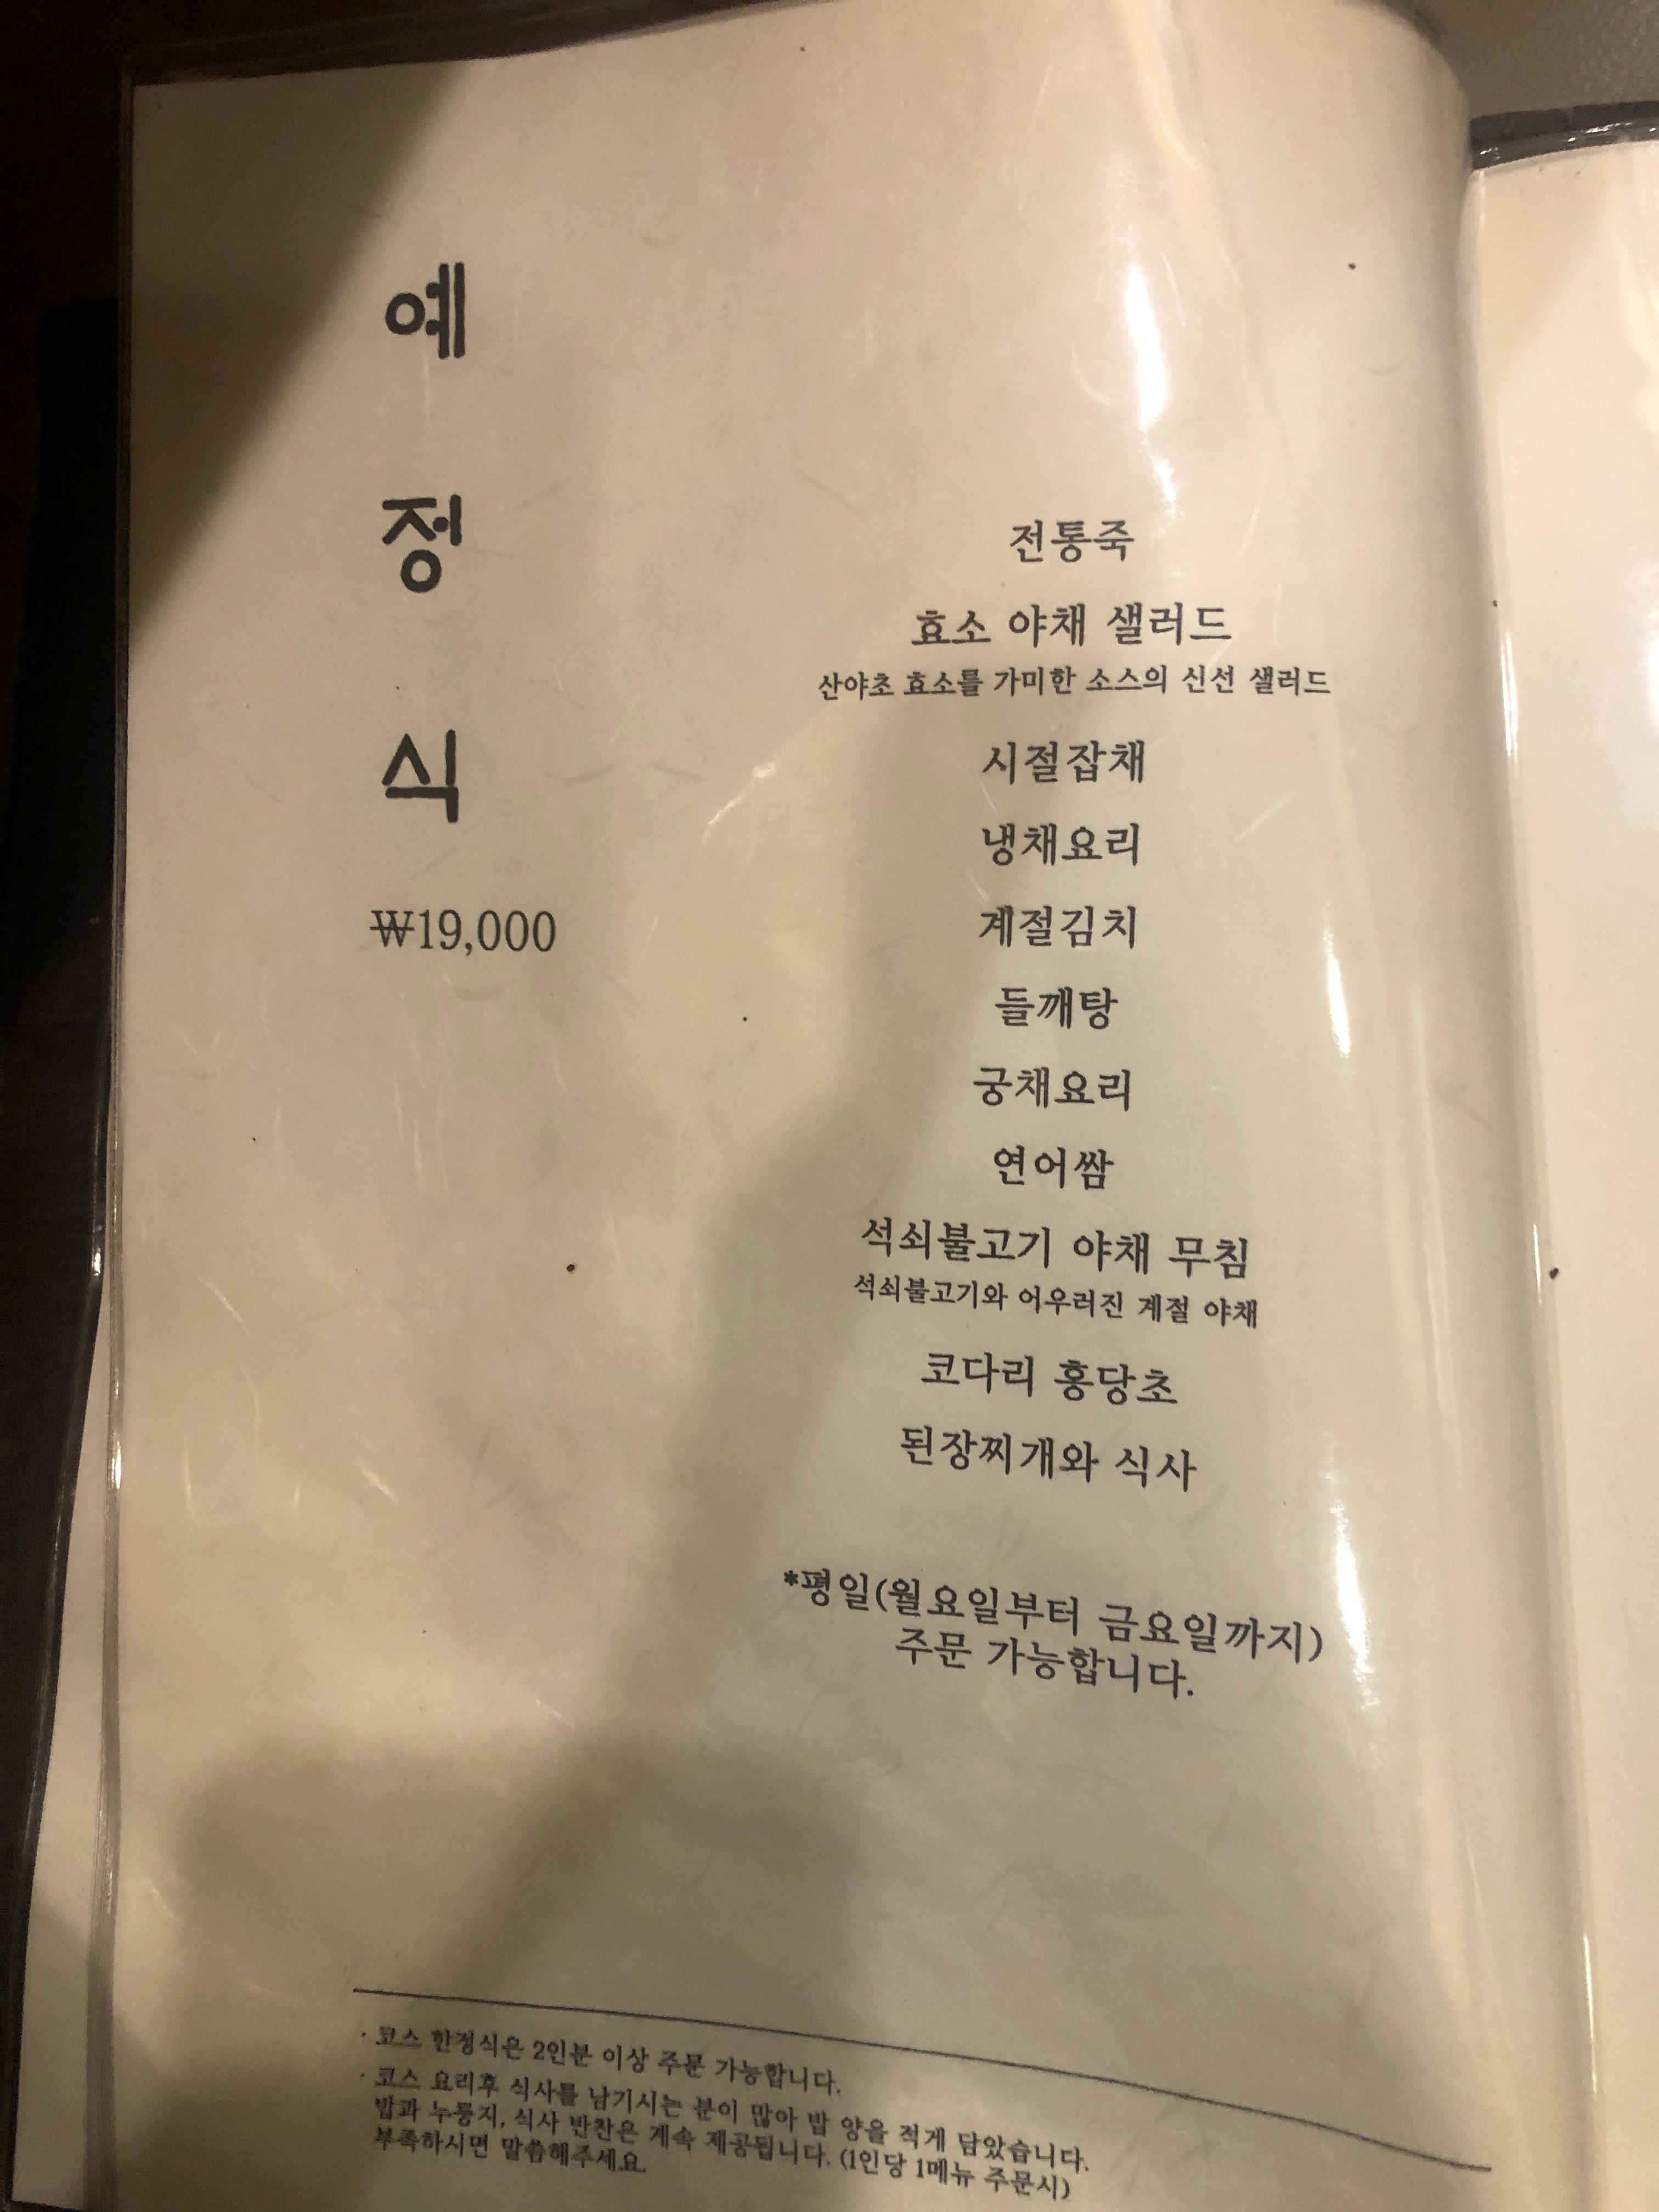 예
정
식
₩19,000
전통죽
효소 야채 샐러드
산야초 효소를 가미한 소스의 신선 샐러드
시절잡채
냉채요리
계절김치
들깨탕
궁채요리
연어쌈
석쇠불고기 야채 무침
석쇠불고기와 어우러진 계절 야채
코다리 홍당초
된장찌개와 식사
*평일(월요일부터 금요일까지)
주문 가능합니다.
· 코스 한정식은 2인분 이상 주문 가능합니다.
· 코스 요리후 식사를 남기시는 분이 많아 밥 양을 적게 담았습니다.
밥과 누룽지, 식사 반찬은 계속 제공됩니다. (1인당 1메뉴 주문시)
부족하시면 말씀해주세요.